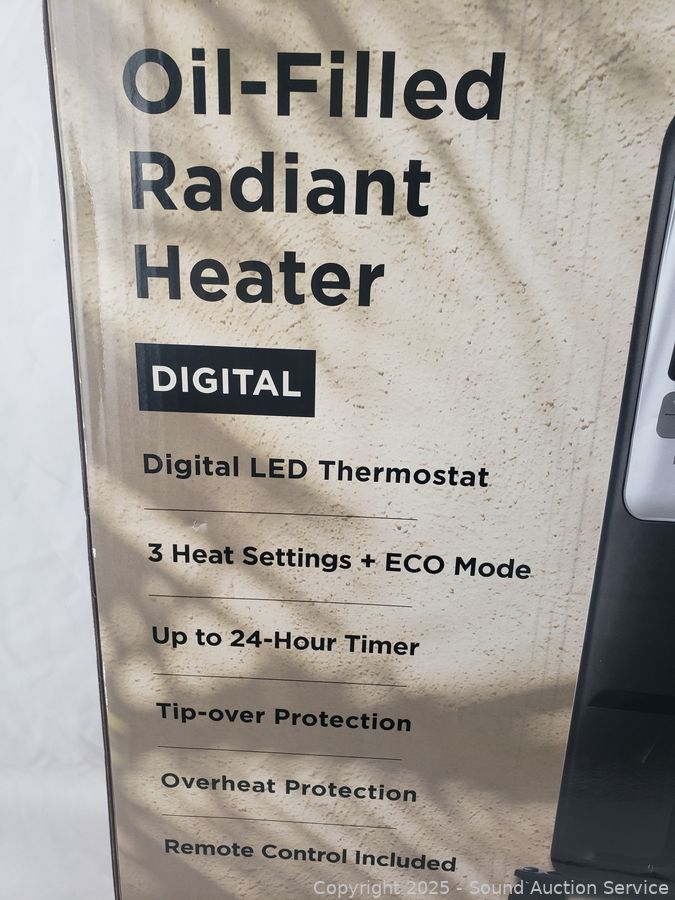 Oil-Filled
Radiant
Heater
DIGITAL
Digital LED Thermostat
3 Heat Settings + ECO Mode
Up to 24-Hour Timer
Tip-over Protection
Overheat Protection
Remote Control Included
Copyright 2025 - Sound Auction Service